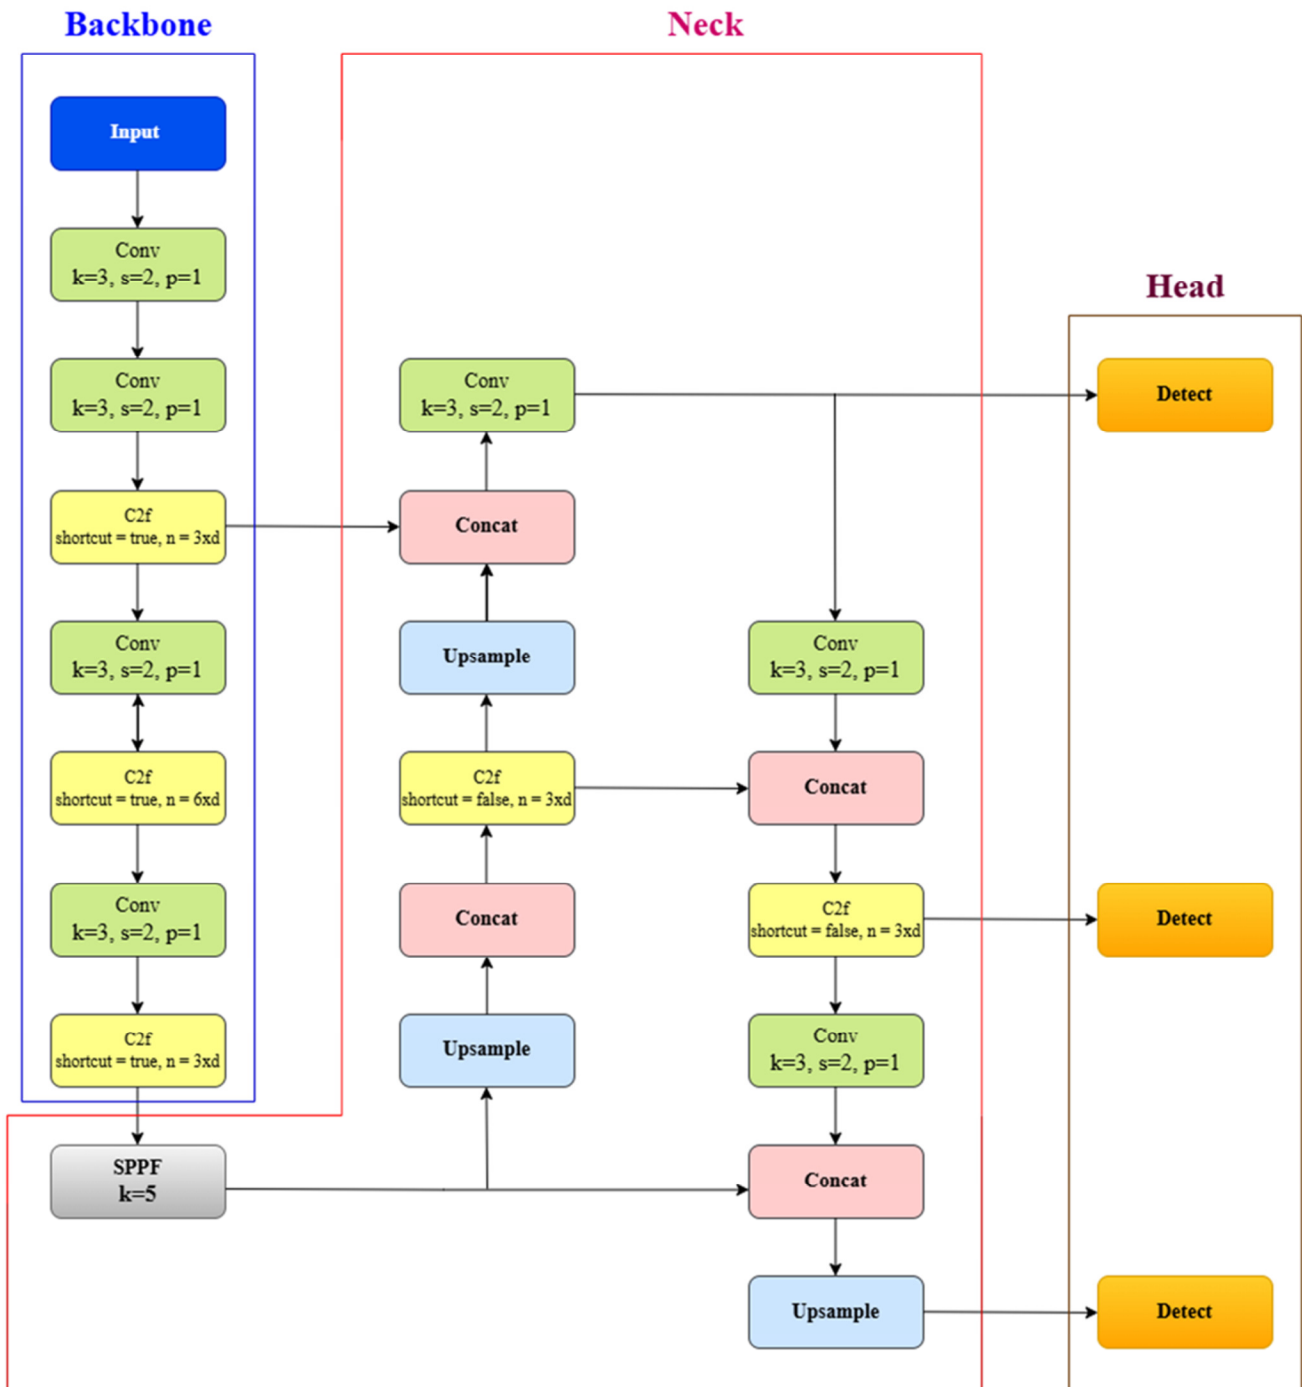 Backbone
Input
Conv
k=3, s=2, p=1
Conv
k=3, s=2, p=1
C2f
shortcut = true, n = 3xd
Conv
k=3, s=2, p=1
C2f
shortcut = true, n = 6xd
Conv
k=3, s=2, p=1
C2f
shortcut = true, n = 3xd
SPPF
k=5
Neck
Conv
k=3, s=2, p=1
Concat
Upsample
C2f
shortcut = false, n = 3xd
Concat
Upsample
Conv
k=3, s=2, p=1
Concat
C2f
shortcut = false, n = 3xd
Conv
k=3, s=2, p=1
Concat
Upsample
Head
Detect
Detect
Detect